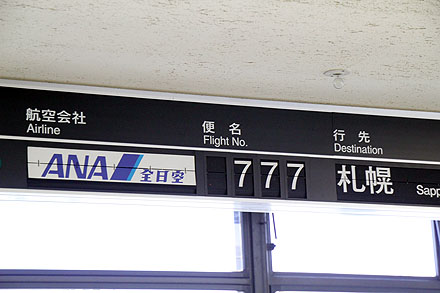 航空会社 便名 行先
Airline Flight No. Destination
ANA 全日空 777 札幌 Sapp